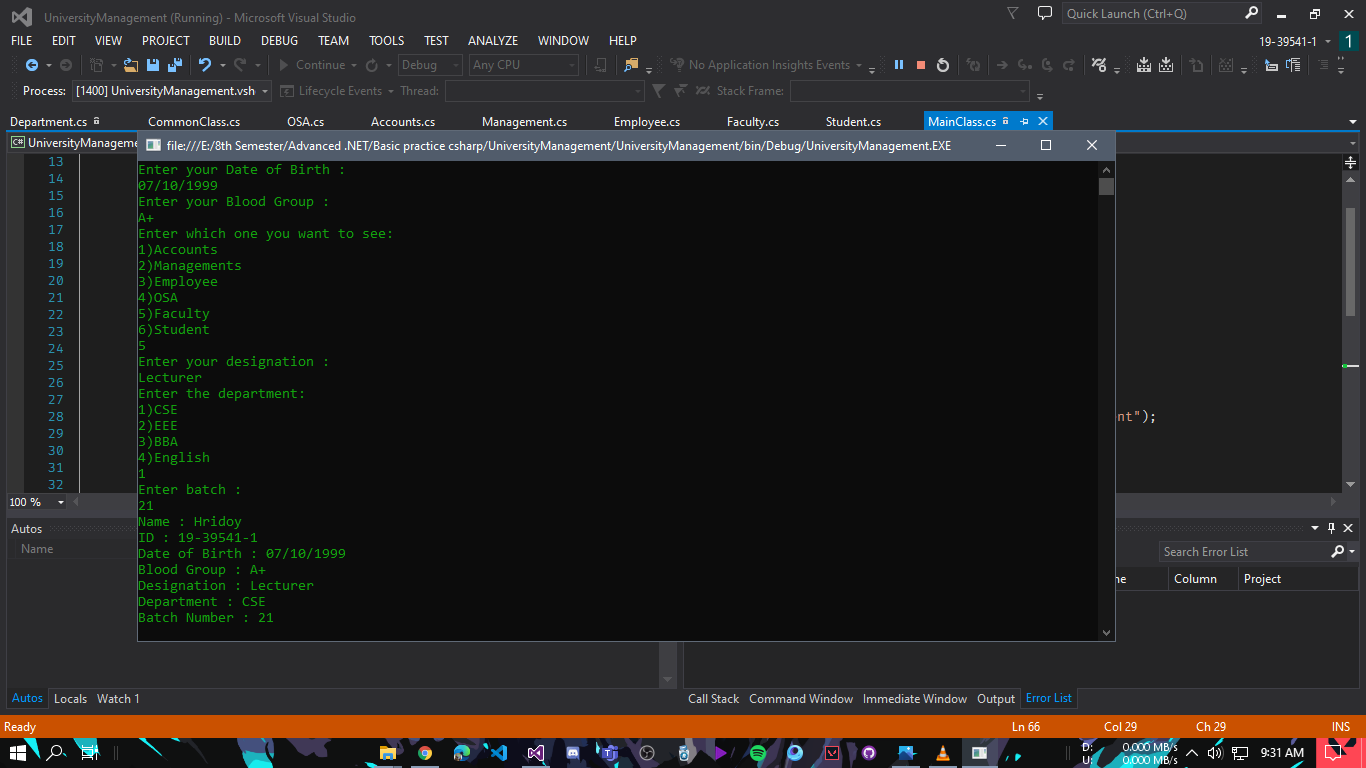 UniversityManagement (Running) - Microsoft Visual Studio
Quick Launch (Ctrl+Q)
FILE EDIT VIEW PROJECT BUILD DEBUG TEAM TOOLS TEST ANALYZE WINDOW HELP
19-39541-1 1
Continue Debug Any CPU No Application Insights Events
Process: [1400] UniversityManagement.vsh Lifecycle Events Thread: Stack Frame:
Department.cs CommonClass.cs OSA.cs Accounts.cs Management.cs Employee.cs Faculty.cs Student.cs MainClass.cs
C# UniversityManageme
file:///E:/8th Semester/Advanced .NET/Basic practice csharp/UniversityManagement/UniversityManagement/bin/Debug/UniversityManagement.EXE
13
14
15
16
17
18
19
20
21
22
23
24
25
26
27
28
29
30
31
32
Enter your Date of Birth :
07/10/1999
Enter your Blood Group :
A+
Enter which one you want to see:
1)Accounts
2)Managements
3)Employee
4)OSA
5)Faculty
6)Student
5
Enter your designation :
Lecturer
Enter the department:
1)CSE
2)EEE
3)BBA
4)English
1
Enter batch :
21
Name : Hridoy
ID : 19-39541-1
Date of Birth : 07/10/1999
Blood Group : A+
Designation : Lecturer
Department : CSE
Batch Number : 21
nt");
100 %
Autos
Name
Search Error List
ne Column Project
Autos Locals Watch 1
Call Stack Command Window Immediate Window Output Error List
Ready Ln 66 Col 29 Ch 29 INS
D: 0.000 MB/s
U: 0.000 MB/s
9:31 AM